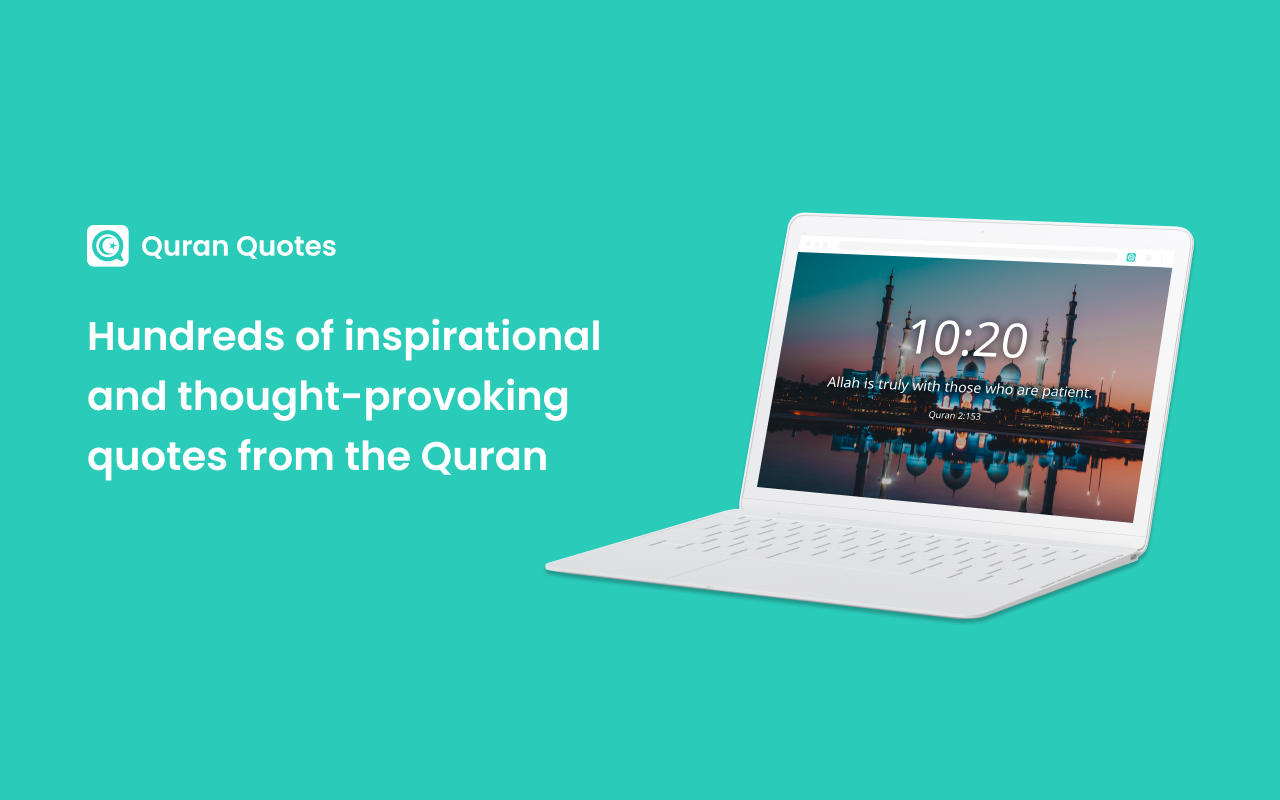 Quran Quotes
Hundreds of inspirational
and thought-provoking
quotes from the Quran
10:20
Allah is truly with those who are patient.
Quran 2:153